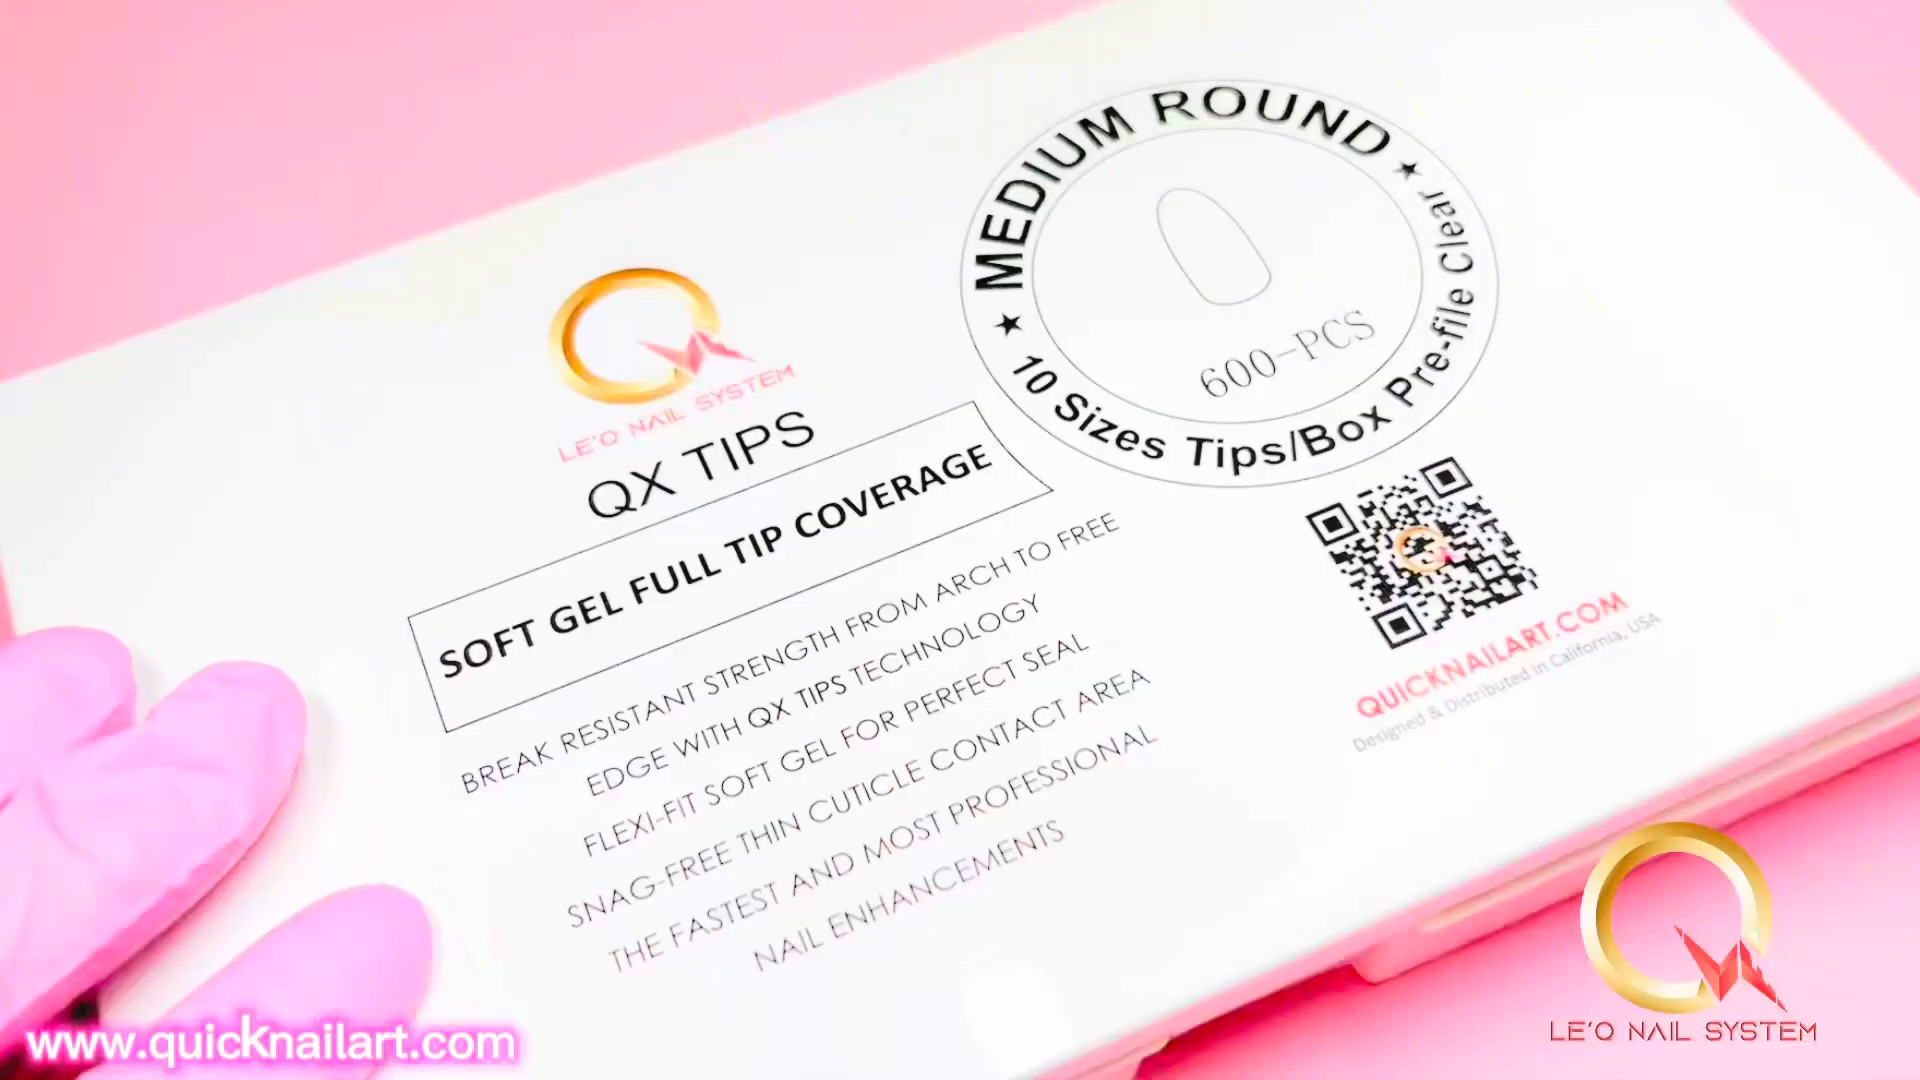 MEDIUM ROUND
10 Sizes Tips/Box Pre-file Clear
600-PCS
LE'O NAIL SYSTEM
QX TIPS
SOFT GEL FULL TIP COVERAGE
BREAK RESISTANT STRENGTH FROM ARCH TO FREE
EDGE WITH QX TIPS TECHNOLOGY
FLEXI-FIT SOFT GEL FOR PERFECT SEAL
SNAG-FREE THIN CUTICLE CONTACT AREA
THE FASTEST AND MOST PROFESSIONAL
NAIL ENHANCEMENTS
QUICKNAILART.COM
Designed & Distributed in California, USA
www.quicknailart.com
LE'O NAIL SYSTEM